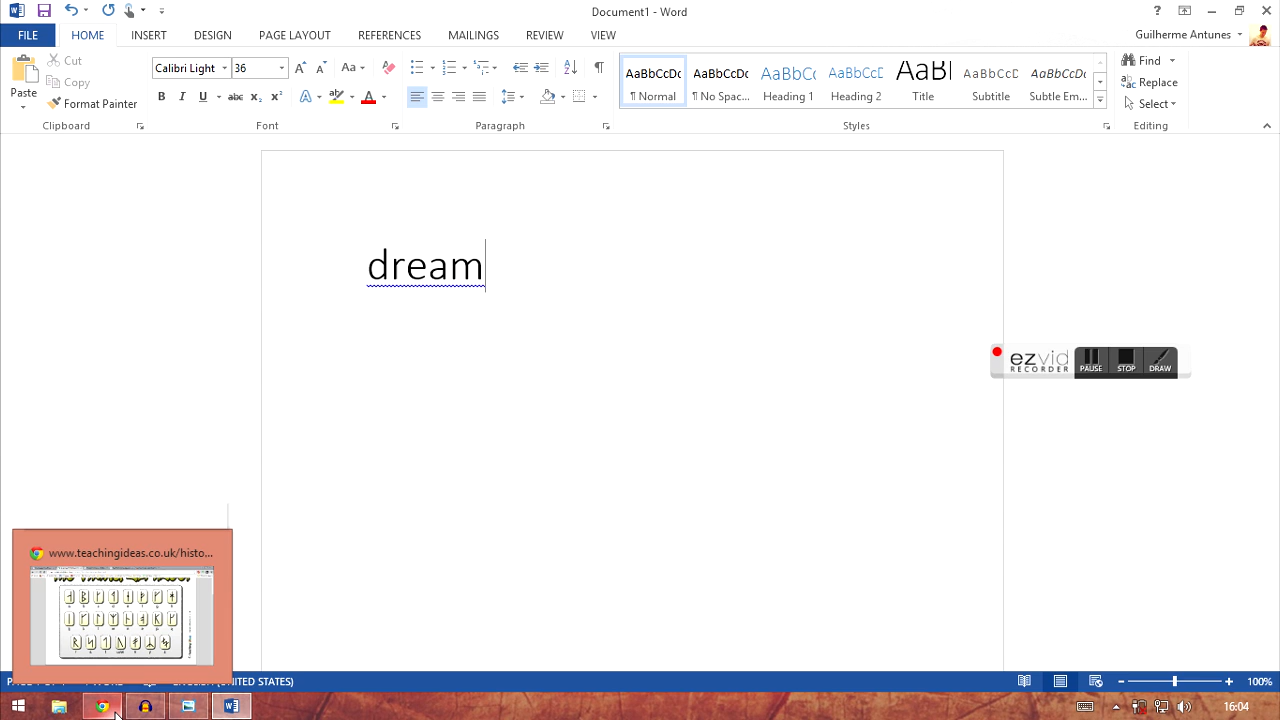 Document1 - Word
FILE HOME INSERT DESIGN PAGE LAYOUT REFERENCES MAILINGS REVIEW VIEW
Guilherme Antunes
Paste
Cut
Copy
Format Painter
Calibri Light 36
Clipboard Font Paragraph Styles Editing
AaBbCcDc AaBbCcDc AaBbCc AaBbCc AaBb AaBbCcD AaBbCcDc
¶ Normal ¶ No Spac... Heading 1 Heading 2 Title Subtitle Subtle Em...
Find
Replace
Select
dream
ezvid
RECORDER
PAUSE STOP DRAW
www.teachingideas.co.uk/histo...
ENGLISH (UNITED STATES)
100%
16:04